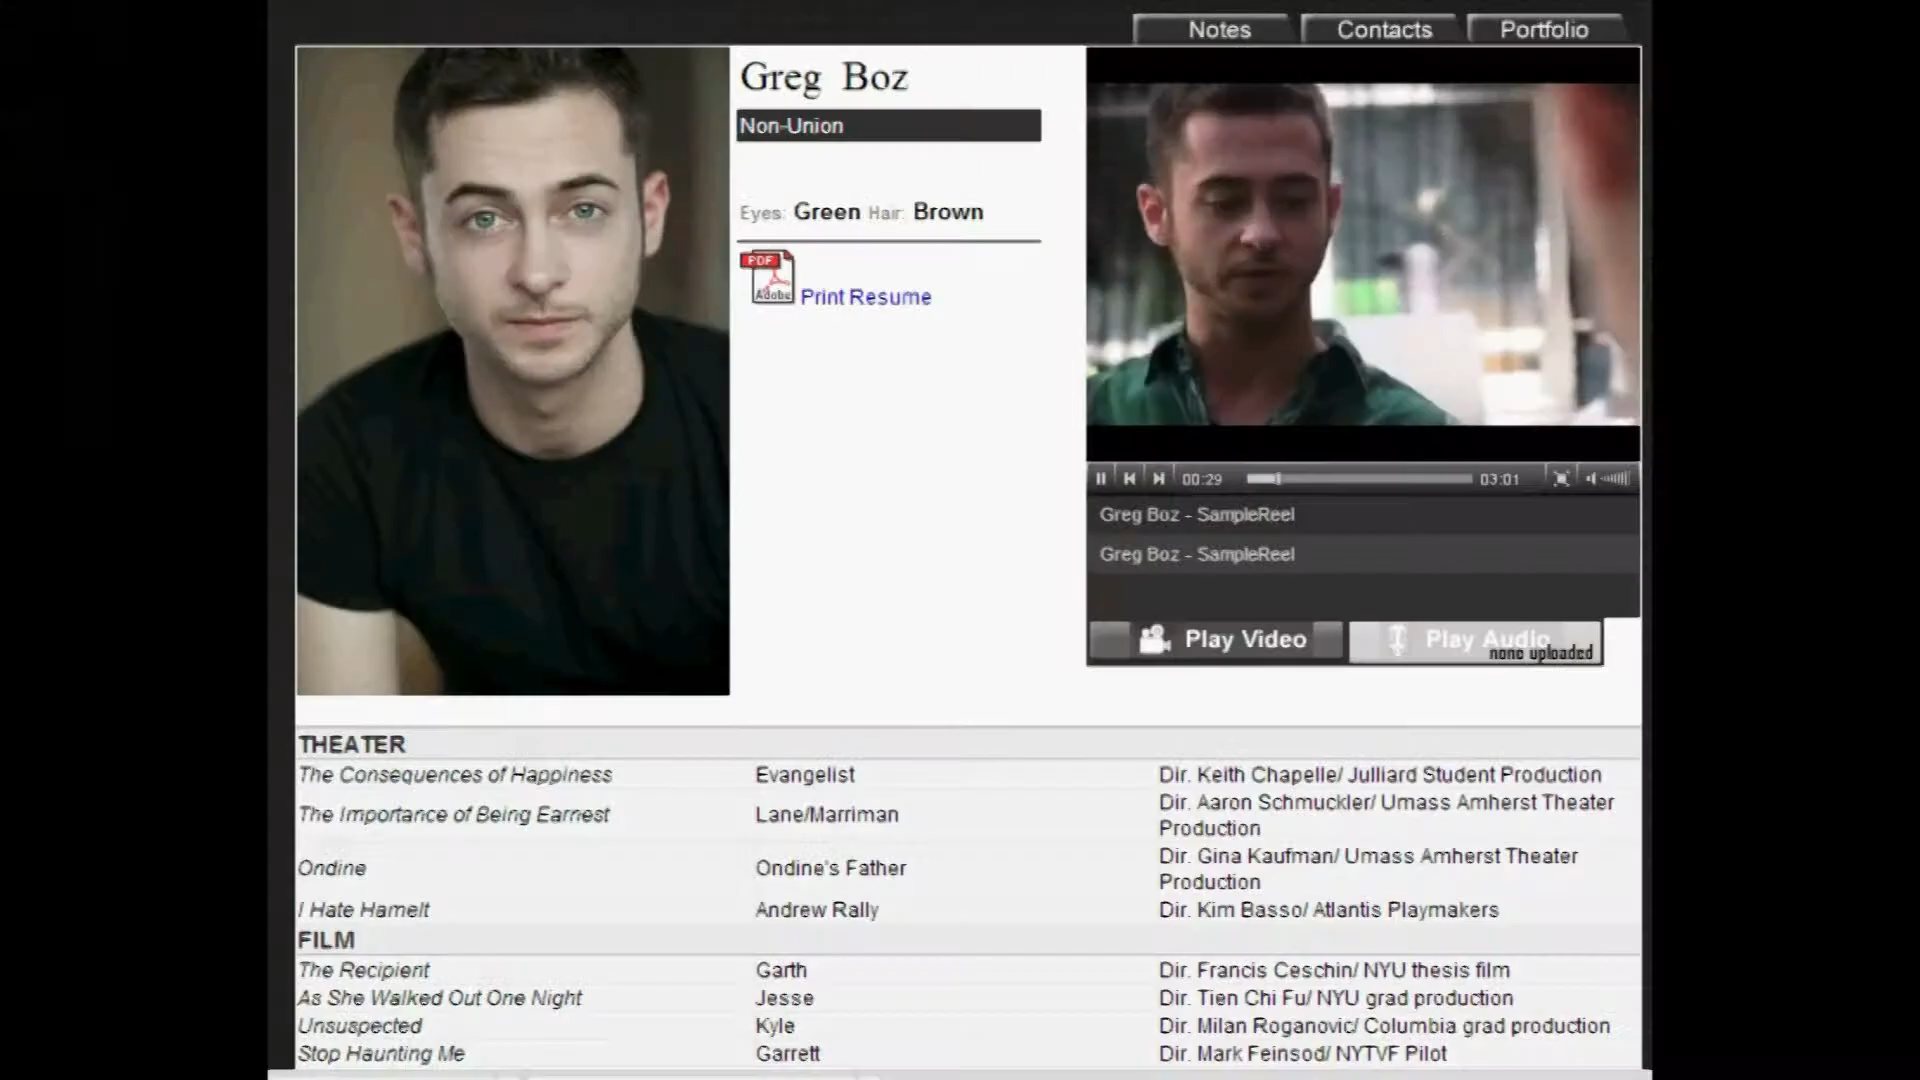 Notes Contacts Portfolio
Greg Boz
Non-Union
Eyes: Green Hair: Brown
PDF
Adobe
Print Resume
00:29 03:01
Greg Boz - SampleReel
Greg Boz - SampleReel
Play Video Play Audio
none uploaded
THEATER
The Consequences of Happiness Evangelist Dir. Keith Chapelle/ Julliard Student Production
The Importance of Being Earnest Lane/Marriman Dir. Aaron Schmuckler/ Umass Amherst Theater
Production
Ondine Ondine's Father Dir. Gina Kaufman/ Umass Amherst Theater
Production
I Hate Hamelt Andrew Rally Dir. Kim Basso/ Atlantis Playmakers
FILM
The Recipient Garth Dir. Francis Ceschin/ NYU thesis film
As She Walked Out One Night Jesse Dir. Tien Chi Fu/ NYU grad production
Unsuspected Kyle Dir. Milan Roganovic/ Columbia grad production
Stop Haunting Me Garrett Dir. Mark Feinsod/ NYTVF Pilot